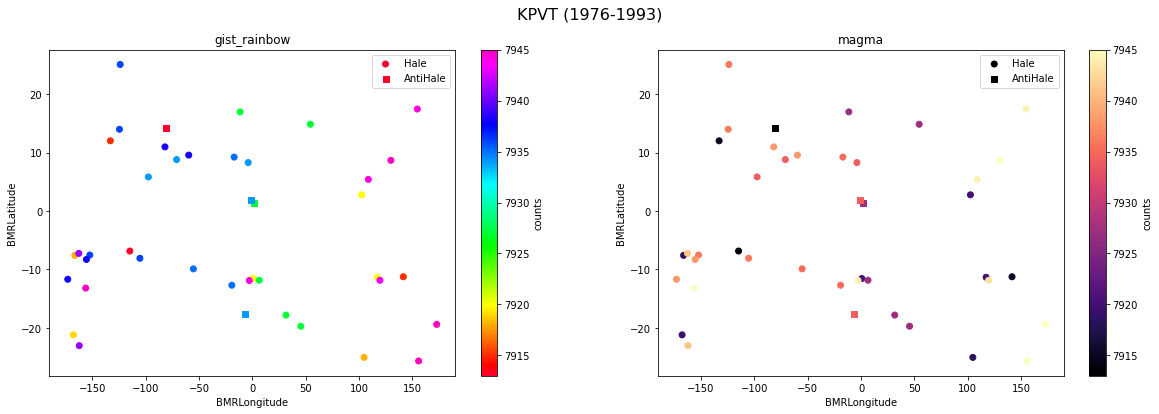 KPVT (1976-1993)
gist_rainbow
Hale
AntiHale
20
10
0
−10
−20
BMRLatitude
−150
−100
−50
0
50
100
150
BMRLongitude
7945
7940
7935
7930
7925
7920
7915
counts
magma
Hale
AntiHale
20
10
0
−10
−20
BMRLatitude
−150
−100
−50
0
50
100
150
BMRLongitude
7945
7940
7935
7930
7925
7920
7915
counts